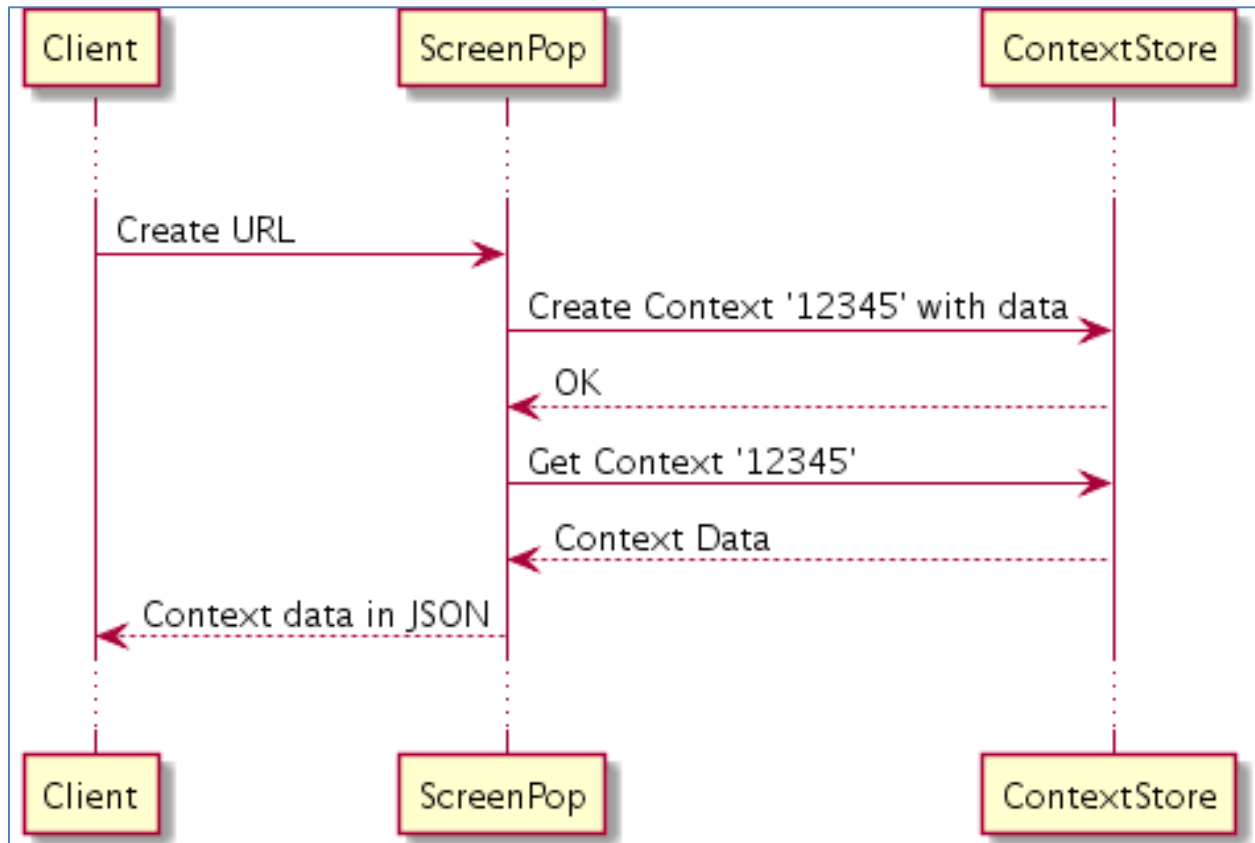 Client
ScreenPop
ContextStore
Create URL
Create Context '12345' with data
OK
Get Context '12345'
Context Data
Context data in JSON
Client
ScreenPop
ContextStore